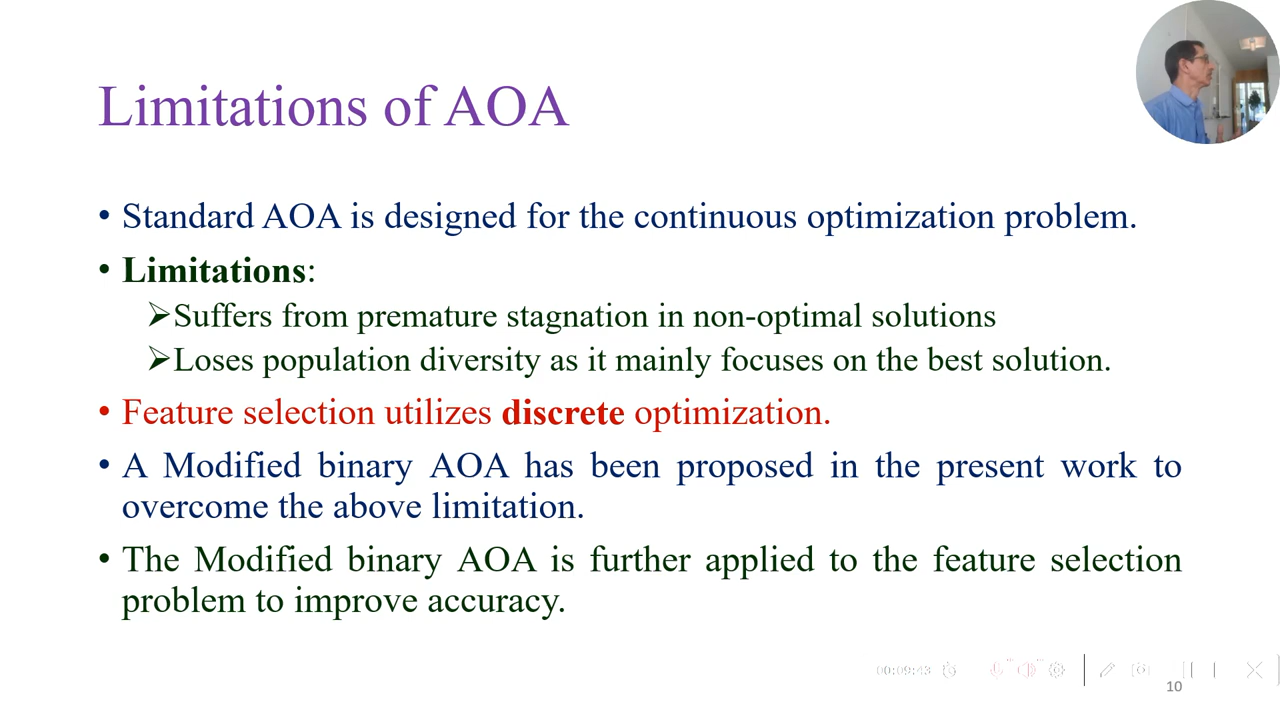 Limitations of AOA
• Standard AOA is designed for the continuous optimization problem.
• Limitations:
➢Suffers from premature stagnation in non-optimal solutions
➢Loses population diversity as it mainly focuses on the best solution.
• Feature selection utilizes discrete optimization.
• A Modified binary AOA has been proposed in the present work to
overcome the above limitation.
• The Modified binary AOA is further applied to the feature selection
problem to improve accuracy.
00:09:43
10